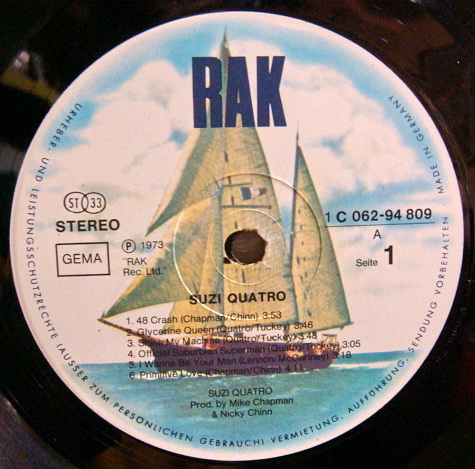 RAK
ST 33
STEREO
GEMA
℗ 1973
"RAK
Rec. Ltd."
1 C 062-94 809
A
Seite 1
SUZI QUATRO
1. 48 Crash (Chapman/Chinn) 3:53
2. Glycerine Queen (Quatro/Tuckey) 3:46
3. Shine My Machine (Quatro/Tuckey) 3:48
4. Official Suburbian Superman (Quatro/Tuckey) 3:05
5. I Wanna Be Your Man (Lennon/McCartney) 3:18
6. Primitive Love (Chapman/Chinn) 4:11
SUZI QUATRO
Prod. by Mike Chapman
& Nicky Chinn
URHEBER- UND LEISTUNGSSCHUTZRECHTE (AUSSER ZUM PERSÖNLICHEN GEBRAUCH) VERMIETUNG, AUFFÜHRUNG, SENDUNG VORBEHALTEN · MADE IN GERMANY